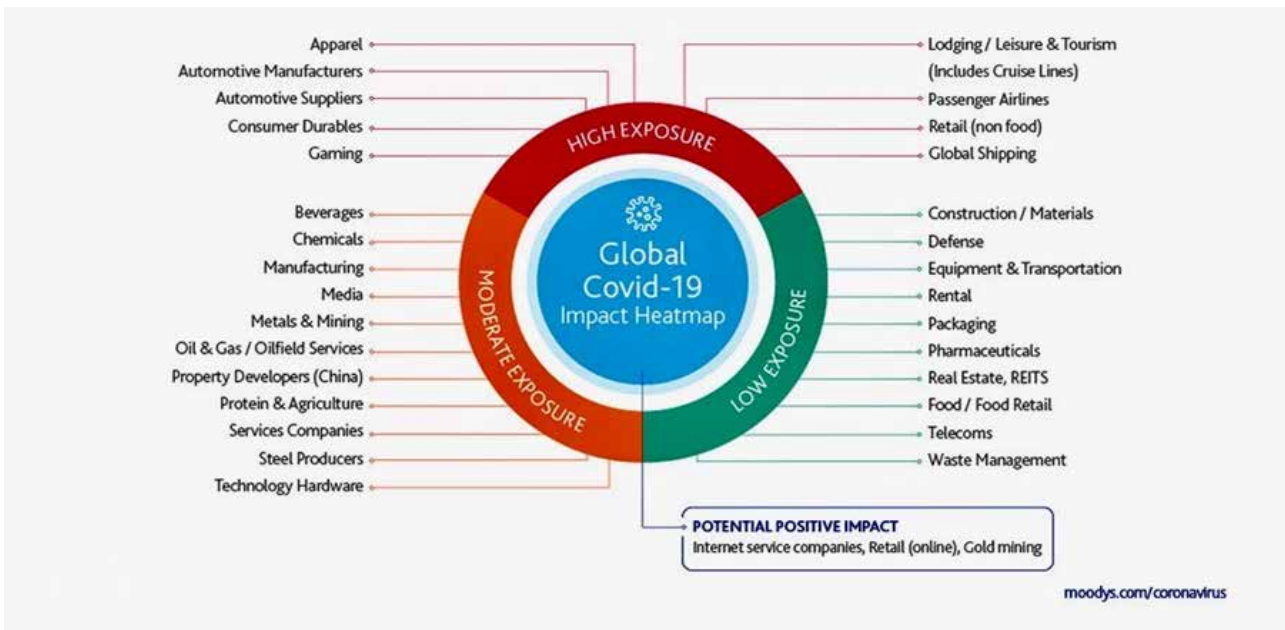 Apparel
Automotive Manufacturers
Automotive Suppliers
Consumer Durables
Gaming
Lodging / Leisure & Tourism
(Includes Cruise Lines)
Passenger Airlines
Retail (non food)
Global Shipping
HIGH EXPOSURE
Beverages
Chemicals
Manufacturing
Media
Metals & Mining
Oil & Gas / Oilfield Services
Property Developers (China)
Protein & Agriculture
Services Companies
Steel Producers
Technology Hardware
MODERATE EXPOSURE
Global
Covid-19
Impact Heatmap
LOW EXPOSURE
Construction / Materials
Defense
Equipment & Transportation
Rental
Packaging
Pharmaceuticals
Real Estate, REITS
Food / Food Retail
Telecoms
Waste Management
POTENTIAL POSITIVE IMPACT
Internet service companies, Retail (online), Gold mining
moodys.com/coronavirus